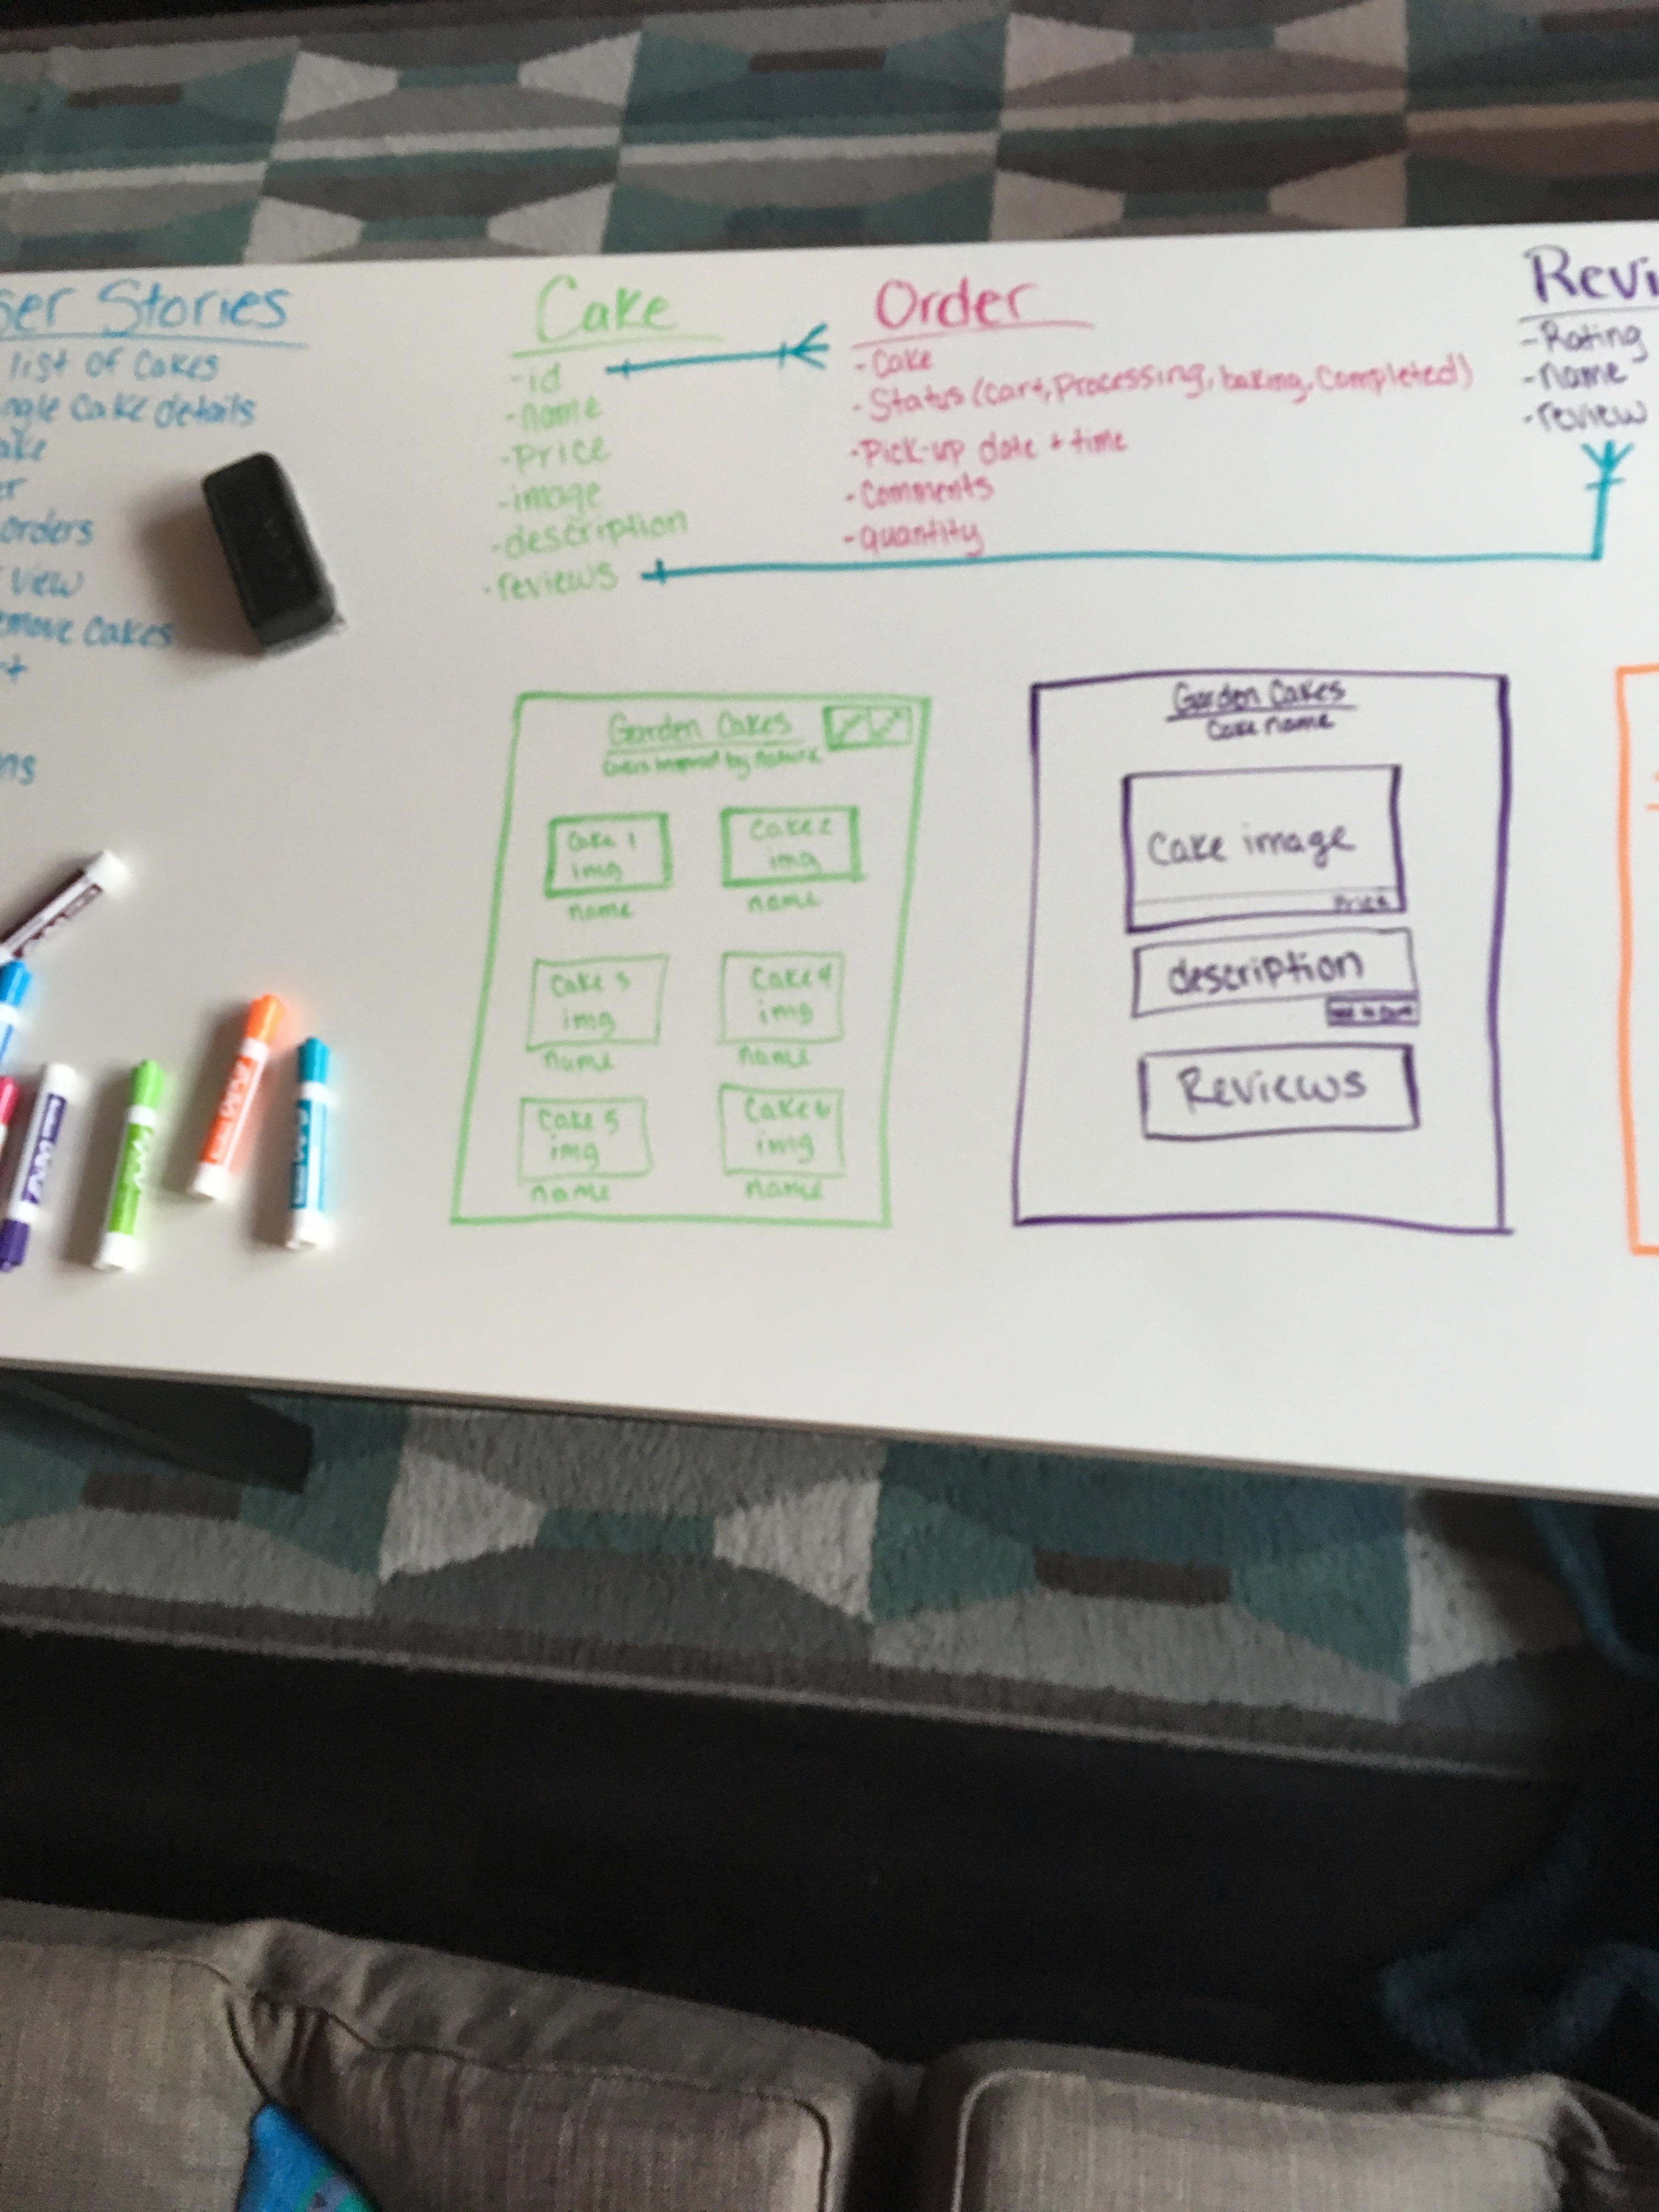 ser Stories
list of Cakes
ngle Cake details
ake
er
orders
view
emove Cakes
t
ns
Cake
-id
-name
-Price
-image
-description
-reviews
Order
-Cake
-Status (cart, Processing, baking, Completed)
-Pick-up date + time
-Comments
-quantity
Revi
-Rating
-name
-review
Garden Cakes
inspired by nature
Cake 1
img
name
Cake 2
img
name
Cake 3
img
name
Cake 4
img
name
Cake 5
img
name
Cake 6
img
name
Garden Cakes
Cake name
Cake image
Price
description
add to Cart
Reviews
EXPO